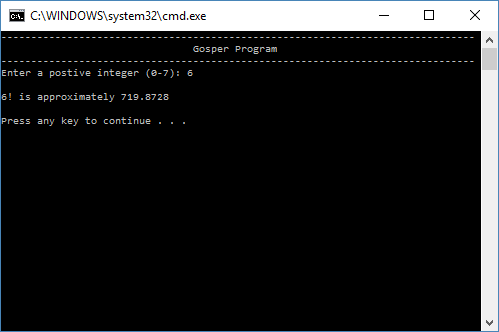 C:\WINDOWS\system32\cmd.exe
--------------------------------------------------------------------------------
Gosper Program
--------------------------------------------------------------------------------
Enter a postive integer (0-7): 6
6! is approximately 719.8728
Press any key to continue . . .